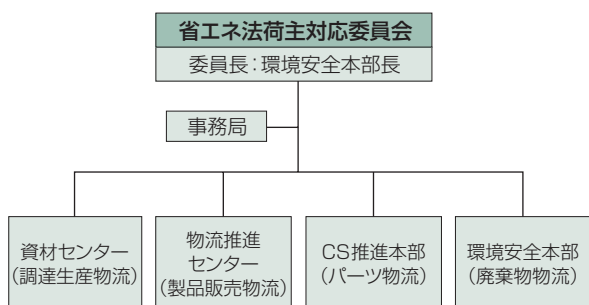 省エネ法荷主対応委員会
委員長：環境安全本部長
事務局
資材センター
（調達生産物流）
物流推進
センター
（製品販売物流）
CS推進本部
（パーツ物流）
環境安全本部
（廃棄物物流）